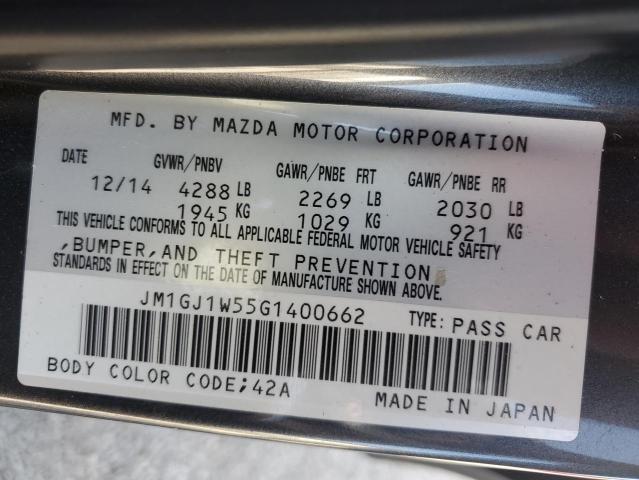 MFD. BY MAZDA MOTOR CORPORATION
DATE GVWR/PNBV GAWR/PNBE FRT GAWR/PNBE RR
12/14 4288 LB 2269 LB 2030 LB
1945 KG 1029 KG 921 KG
THIS VEHICLE CONFORMS TO ALL APPLICABLE FEDERAL MOTOR VEHICLE SAFETY
,BUMPER,AND THEFT PREVENTION
STANDARDS IN EFFECT ON THE DATE OF MANUFACTURE SHOWN ABOVE.
JM1GJ1W55G1400662 TYPE: PASS CAR
BODY COLOR CODE;42A MADE IN JAPAN